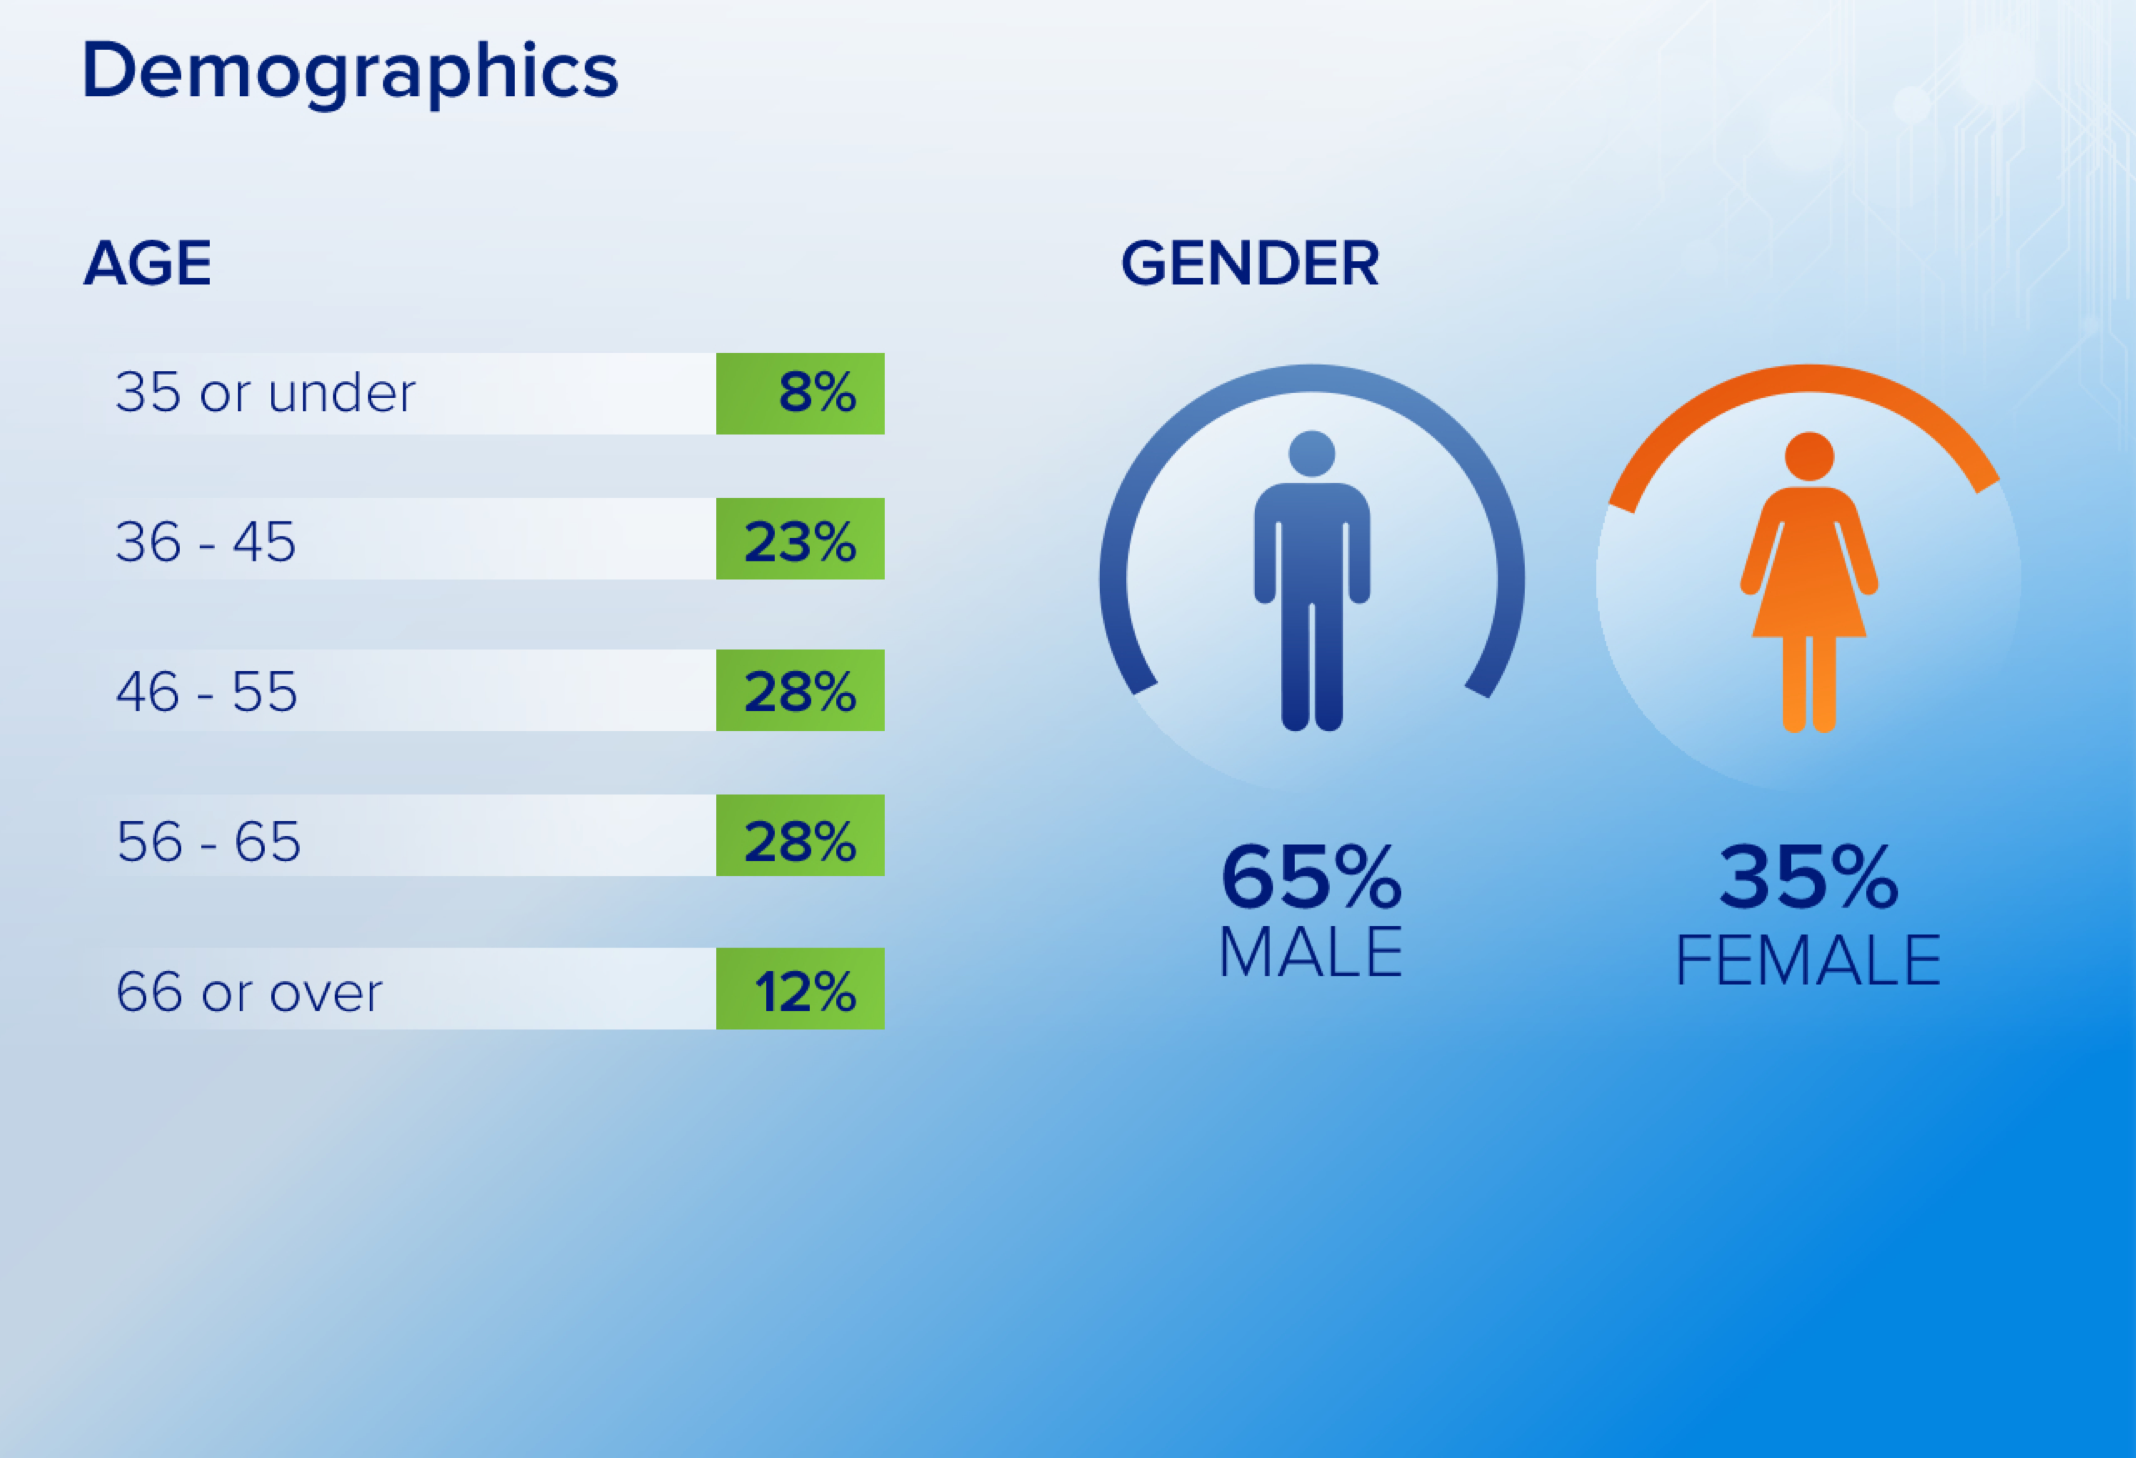 Demographics
AGE
35 or under 8%
36 - 45 23%
46 - 55 28%
56 - 65 28%
66 or over 12%
GENDER
65% 35%
MALE FEMALE